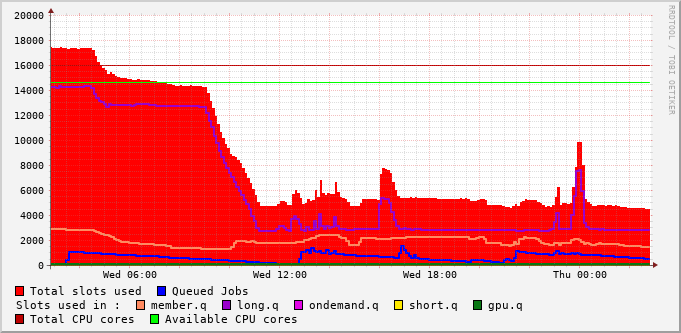 20000
18000
16000
14000
12000
10000
8000
6000
4000
2000
0
Wed 06:00 Wed 12:00 Wed 18:00 Thu 00:00
RRDTOOL / TOBI OETIKER
Total slots used Queued Jobs
Slots used in : member.q long.q ondemand.q short.q gpu.q
Total CPU cores Available CPU cores